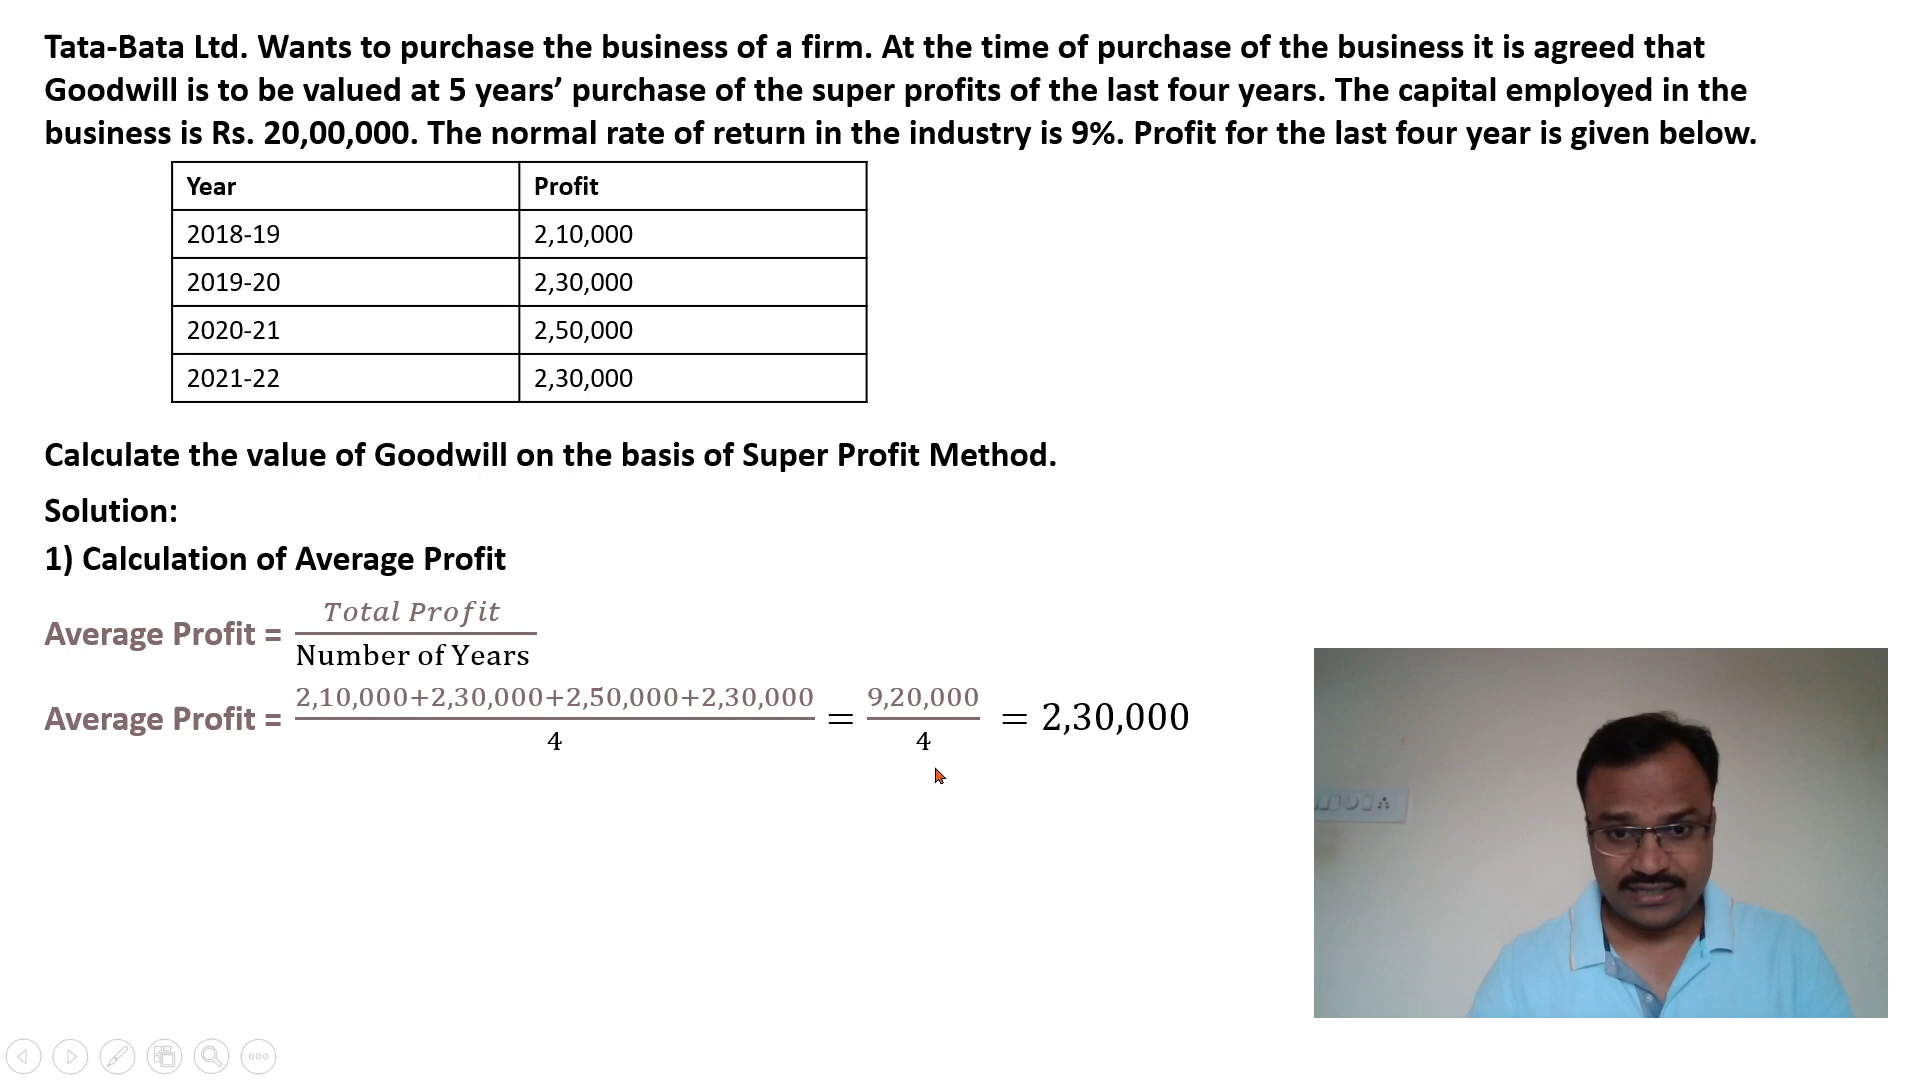 Tata-Bata Ltd. Wants to purchase the business of a firm. At the time of purchase of the business it is agreed that
Goodwill is to be valued at 5 years’ purchase of the super profits of the last four years. The capital employed in the
business is Rs. 20,00,000. The normal rate of return in the industry is 9%. Profit for the last four year is given below.
Year Profit
2018-19 2,10,000
2019-20 2,30,000
2020-21 2,50,000
2021-22 2,30,000
Calculate the value of Goodwill on the basis of Super Profit Method.
Solution:
1) Calculation of Average Profit
Total Profit
Average Profit =
Number of Years
2,10,000+2,30,000+2,50,000+2,30,000 9,20,000
Average Profit = = = 2,30,000
4 4